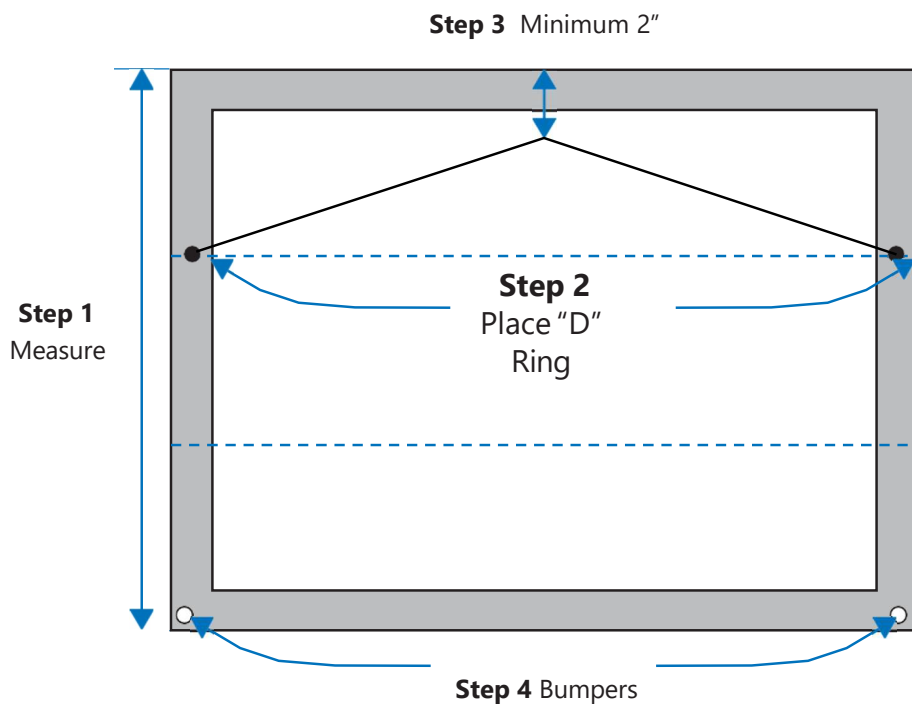 Step 3 Minimum 2”
Step 1
Measure
Step 2
Place “D”
Ring
Step 4 Bumpers